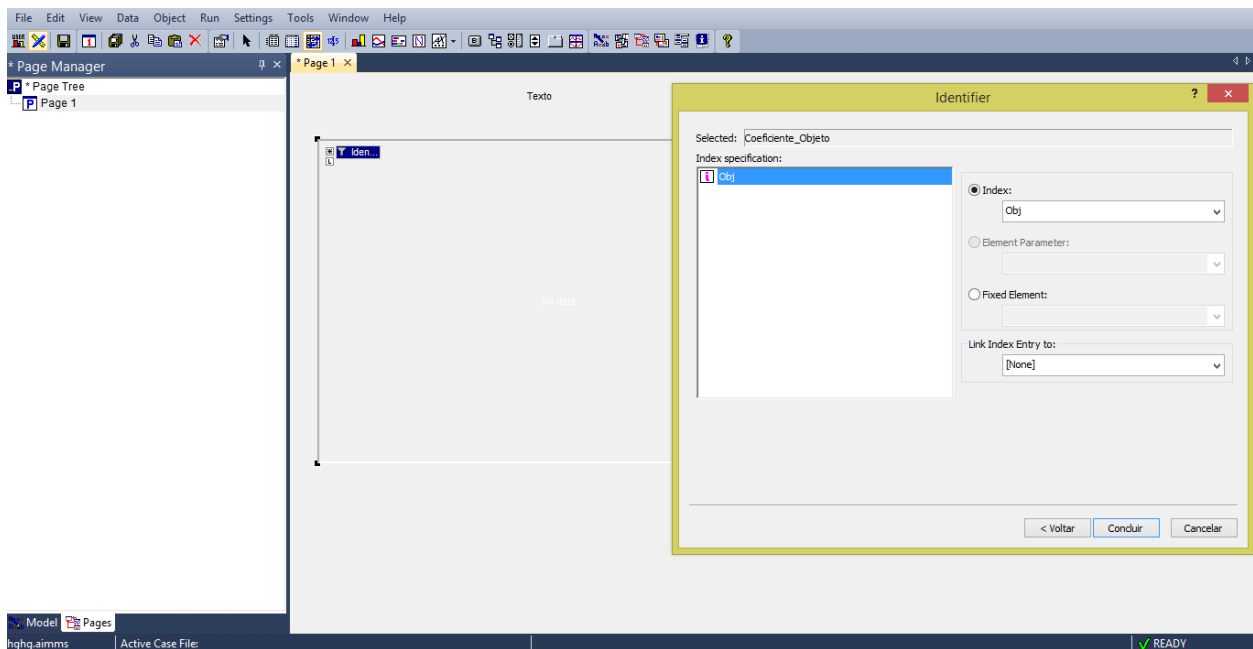 File Edit View Data Object Run Settings Tools Window Help
* Page Manager
* Page 1
* Page Tree
Page 1
Texto
Iden...
No data
Identifier
Selected: Coeficiente_Objeto
Index specification:
Obj
Index:
Obj
Element Parameter:
Fixed Element:
Link Index Entry to:
[None]
< Voltar Concluir Cancelar
Model Pages
hqhq.aimms Active Case File: READY